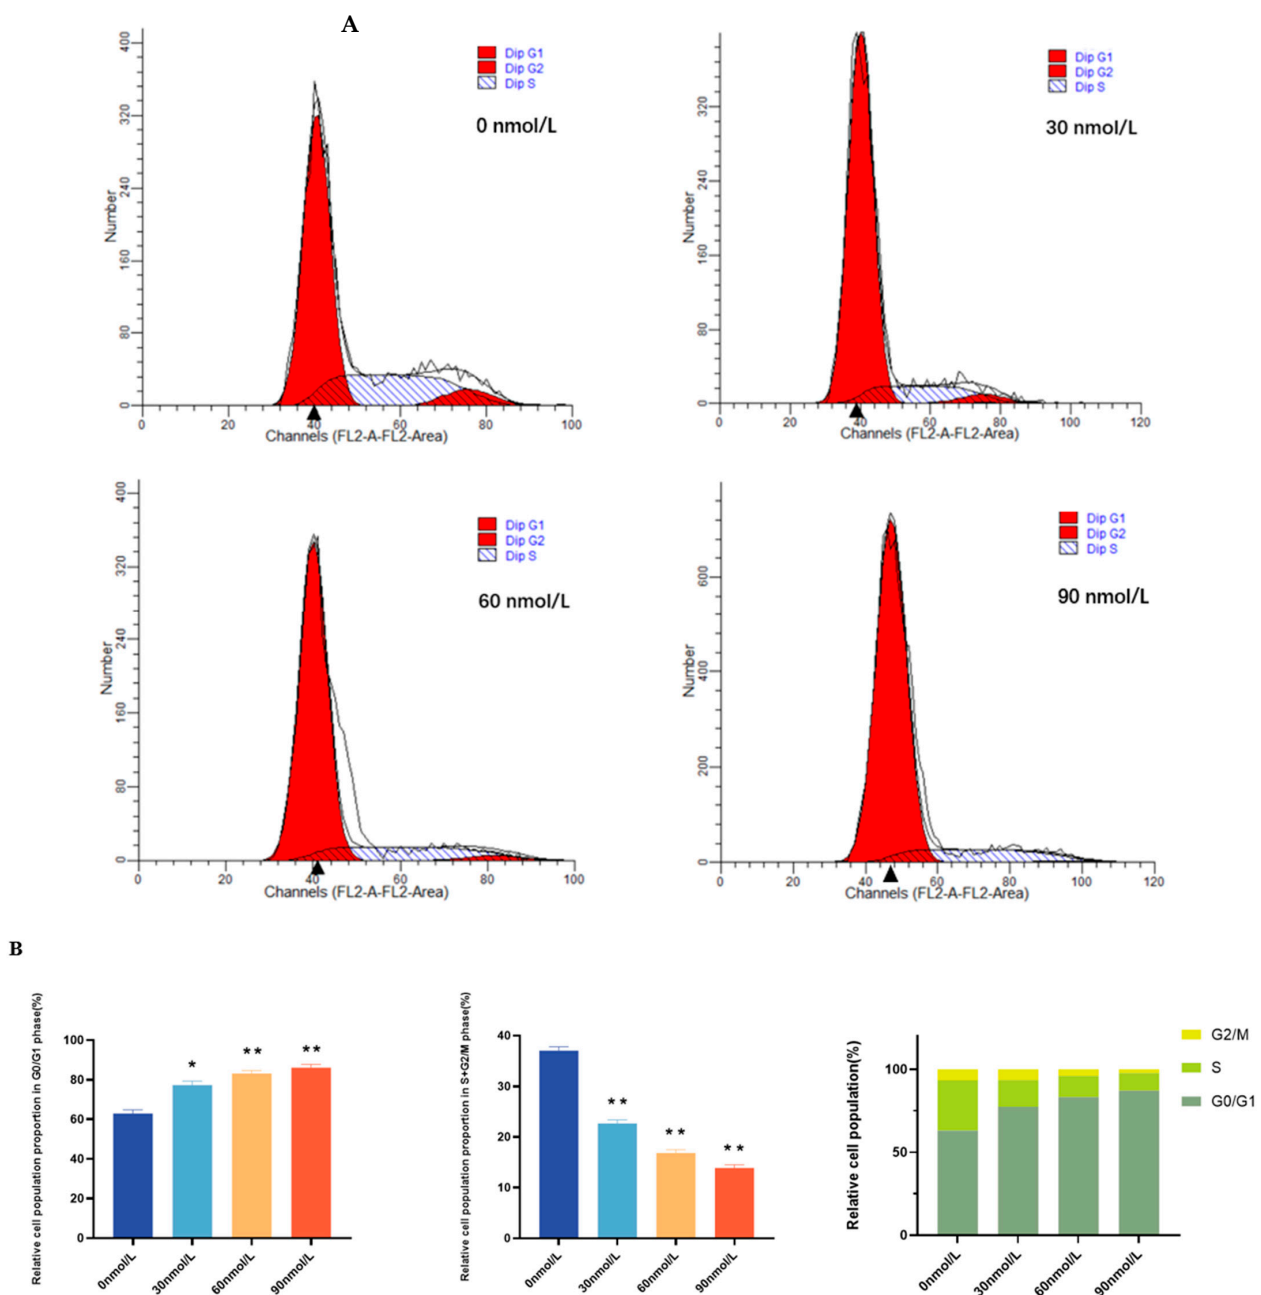 A
Dip G1
Dip G2
Dip S
0 nmol/L
Number
0 80 160 240 320 400
0 20 40 60 80 100
Channels (FL2-A-FL2-Area)
Dip G1
Dip G2
Dip S
30 nmol/L
Number
0 80 160 240 320
0 20 40 60 80 100 120
Channels (FL2-A-FL2-Area)
Dip G1
Dip G2
Dip S
60 nmol/L
Number
0 80 160 240 320 400
0 20 40 60 80 100
Channels (FL2-A-FL2-Area)
Dip G1
Dip G2
Dip S
90 nmol/L
Number
0 200 400 600
0 20 40 60 80 100 120
Channels (FL2-A-FL2-Area)
B
Relative cell population proportion in G0/G1 phase(%)
100
80
60
40
20
0
*
**
**
0nmol/L
30nmol/L
60nmol/L
90nmol/L
Relative cell population proportion in S+G2/M phase(%)
40
30
20
10
0
**
**
**
0nmol/L
30nmol/L
60nmol/L
90nmol/L
Relative cell population(%)
100
50
0
G2/M
S
G0/G1
0nmol/L
30nmol/L
60nmol/L
90nmol/L